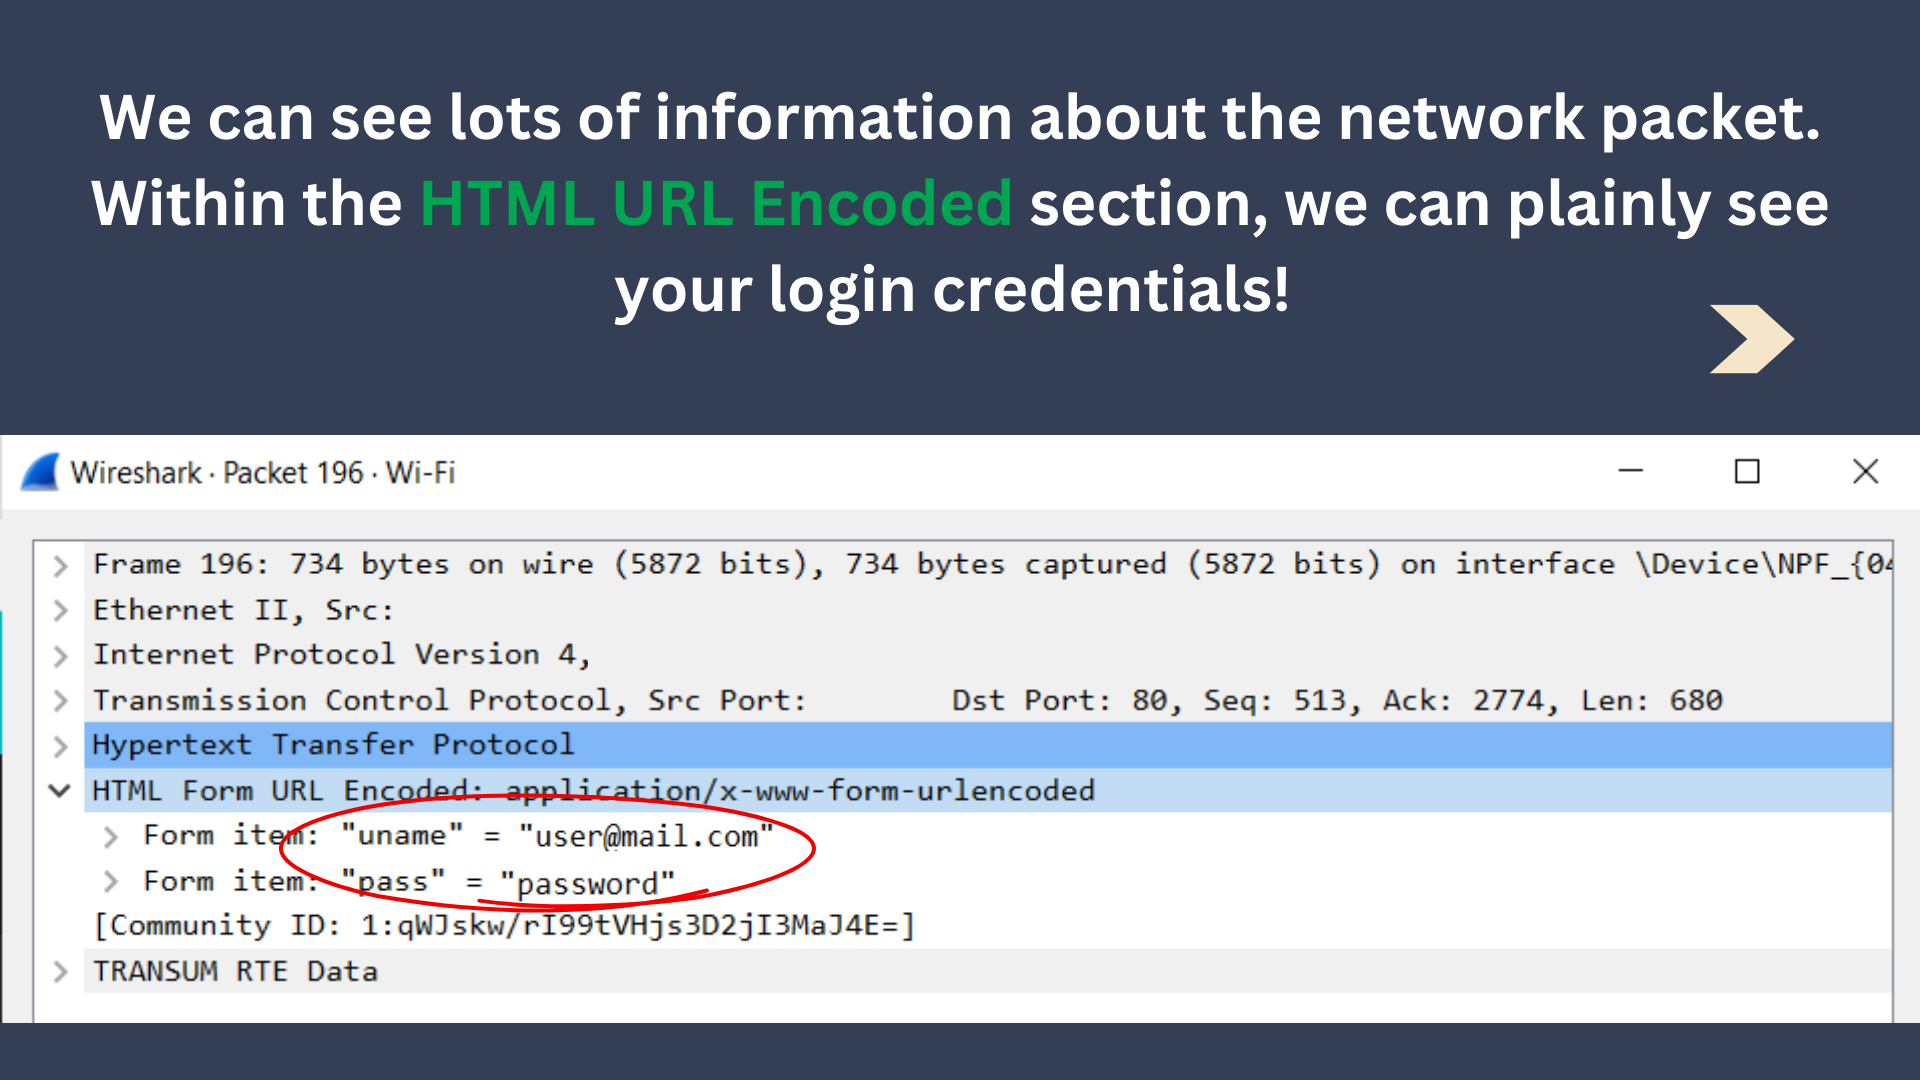 We can see lots of information about the network packet.
Within the HTML URL Encoded section, we can plainly see
your login credentials!
Wireshark · Packet 196 · Wi-Fi
Frame 196: 734 bytes on wire (5872 bits), 734 bytes captured (5872 bits) on interface \Device\NPF_{04
Ethernet II, Src:
Internet Protocol Version 4,
Transmission Control Protocol, Src Port: Dst Port: 80, Seq: 513, Ack: 2774, Len: 680
Hypertext Transfer Protocol
HTML Form URL Encoded: application/x-www-form-urlencoded
Form item: "uname" = "user@mail.com"
Form item: "pass" = "password"
[Community ID: 1:qWJskw/rI99tVHjs3D2jI3MaJ4E=]
TRANSUM RTE Data